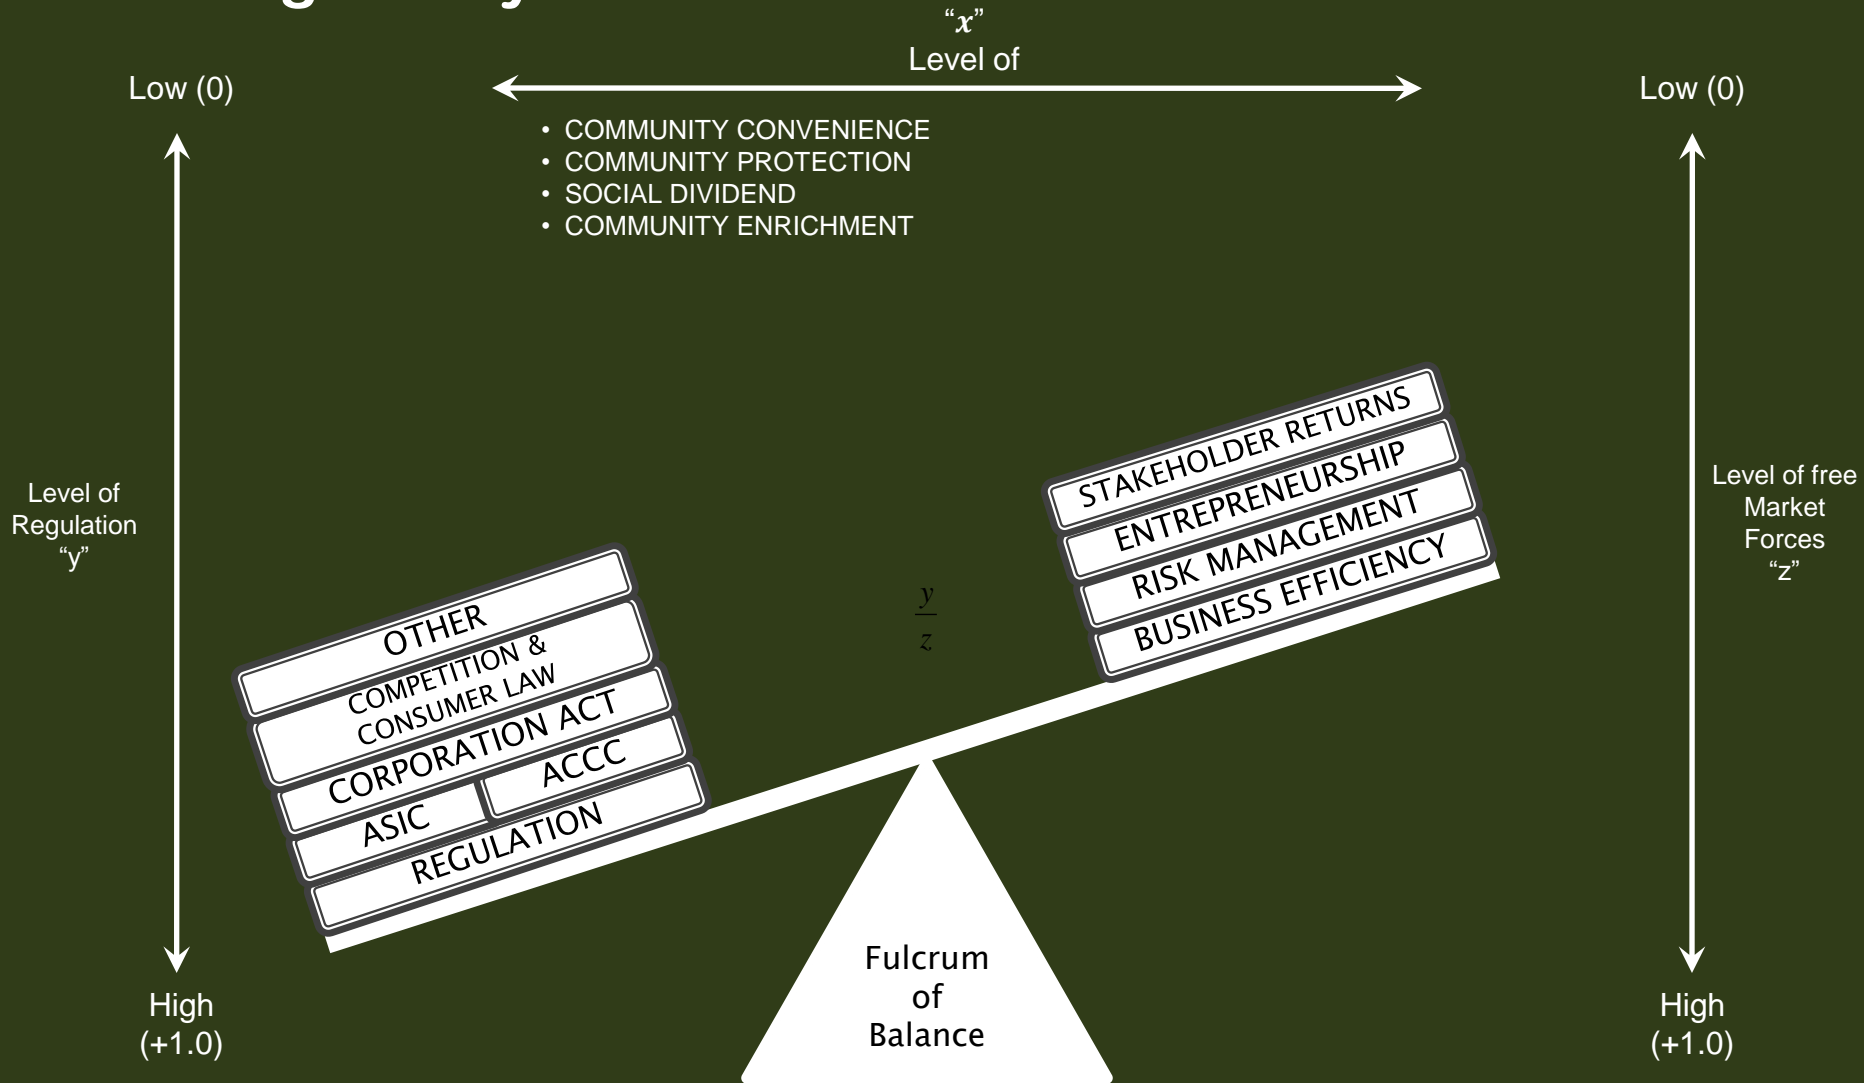 “x”
Level of
Low (0)
Low (0)
• COMMUNITY CONVENIENCE
• COMMUNITY PROTECTION
• SOCIAL DIVIDEND
• COMMUNITY ENRICHMENT
Level of
Regulation
“y”
Level of free
Market
Forces
“z”
STAKEHOLDER RETURNS
ENTREPRENEURSHIP
RISK MANAGEMENT
BUSINESS EFFICIENCY
y
z
OTHER
COMPETITION &
CONSUMER LAW
CORPORATION ACT
ASIC
ACCC
REGULATION
Fulcrum
of
Balance
High
(+1.0)
High
(+1.0)